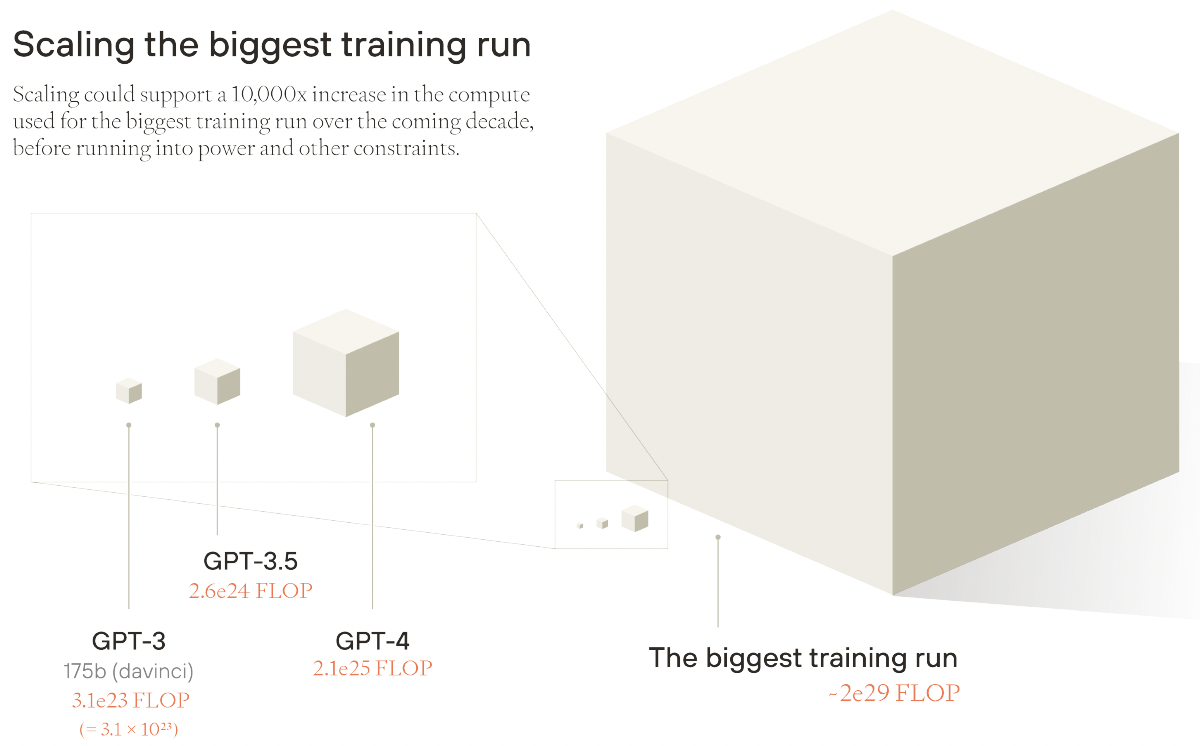 Scaling the biggest training run
Scaling could support a 10,000x increase in the compute
used for the biggest training run over the coming decade,
before running into power and other constraints.
GPT-3.5
2.6e24 FLOP
GPT-3
175b (davinci)
3.1e23 FLOP
(= 3.1 × 10²³)
GPT-4
2.1e25 FLOP
The biggest training run
~2e29 FLOP